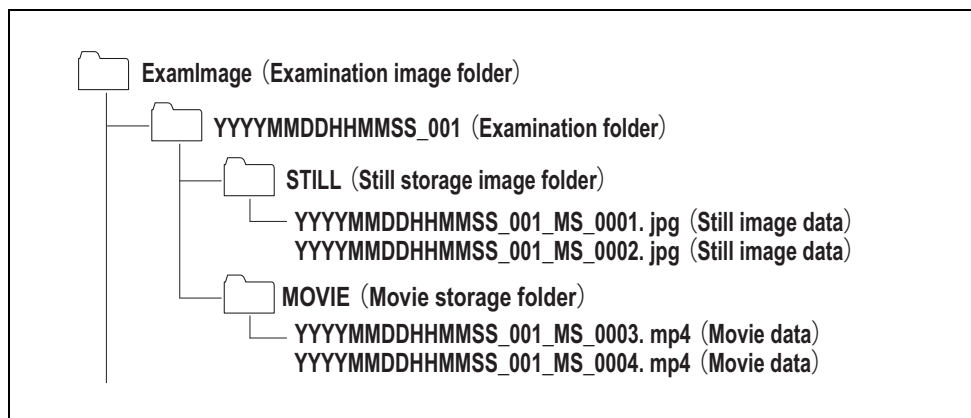 ExamImage (Examination image folder)
YYYYMMDDHHMMSS_001 (Examination folder)
STILL (Still storage image folder)
YYYYMMDDHHMMSS_001_MS_0001. jpg (Still image data)
YYYYMMDDHHMMSS_001_MS_0002. jpg (Still image data)
MOVIE (Movie storage folder)
YYYYMMDDHHMMSS_001_MS_0003. mp4 (Movie data)
YYYYMMDDHHMMSS_001_MS_0004. mp4 (Movie data)